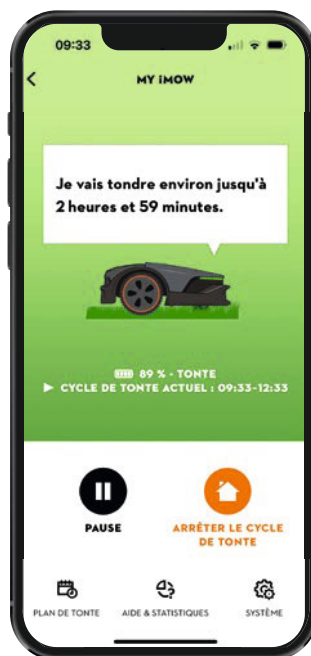 09:33
MY iMOW
Je vais tondre environ jusqu'à
2 heures et 59 minutes.
89 % - TONTE
CYCLE DE TONTE ACTUEL : 09:33-12:33
PAUSE
ARRÊTER LE CYCLE
DE TONTE
PLAN DE TONTE
AIDE & STATISTIQUES
SYSTÈME